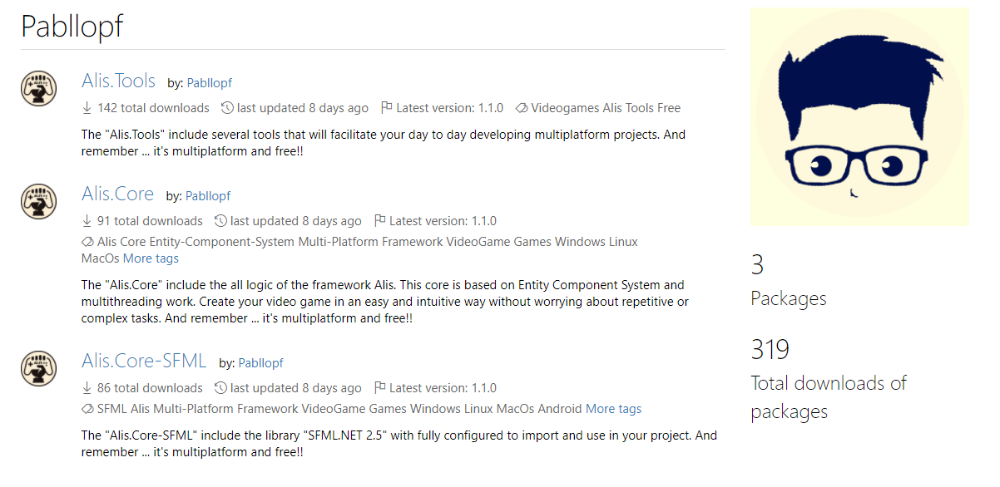 Pabllopf
Alis.Tools by: Pabllopf
142 total downloads last updated 8 days ago Latest version: 1.1.0 Videogames Alis Tools Free
The "Alis.Tools" include several tools that will facilitate your day to day developing multiplatform projects. And
remember ... it's multiplatform and free!!
Alis.Core by: Pabllopf
91 total downloads last updated 8 days ago Latest version: 1.1.0
Alis Core Entity-Component-System Multi-Platform Framework VideoGame Games Windows Linux
MacOs More tags
The "Alis.Core" include the all logic of the framework Alis. This core is based on Entity Component System and
multithreading work. Create your video game in an easy and intuitive way without worrying about repetitive or
complex tasks. And remember ... it's multiplatform and free!!
Alis.Core-SFML by: Pabllopf
86 total downloads last updated 8 days ago Latest version: 1.1.0
SFML Alis Multi-Platform Framework VideoGame Games Windows Linux MacOs Android More tags
The "Alis.Core-SFML" include the library "SFML.NET 2.5" with fully configured to import and use in your project. And
remember ... it's multiplatform and free!!
3
Packages
319
Total downloads of
packages